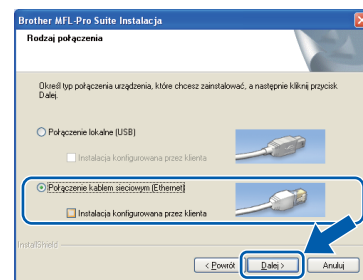 Brother MFL-Pro Suite Instalacja
Rodzaj połączenia
Określ typ połączenia urządzenia, które chcesz zainstalować, a następnie kliknij przycisk
Dalej.
Połączenie lokalne (USB)
Instalacja konfigurowana przez klienta
Połączenie kablem sieciowym (Ethernet)
Instalacja konfigurowana przez klienta
InstallShield
< Powrót
Dalej >
Anuluj